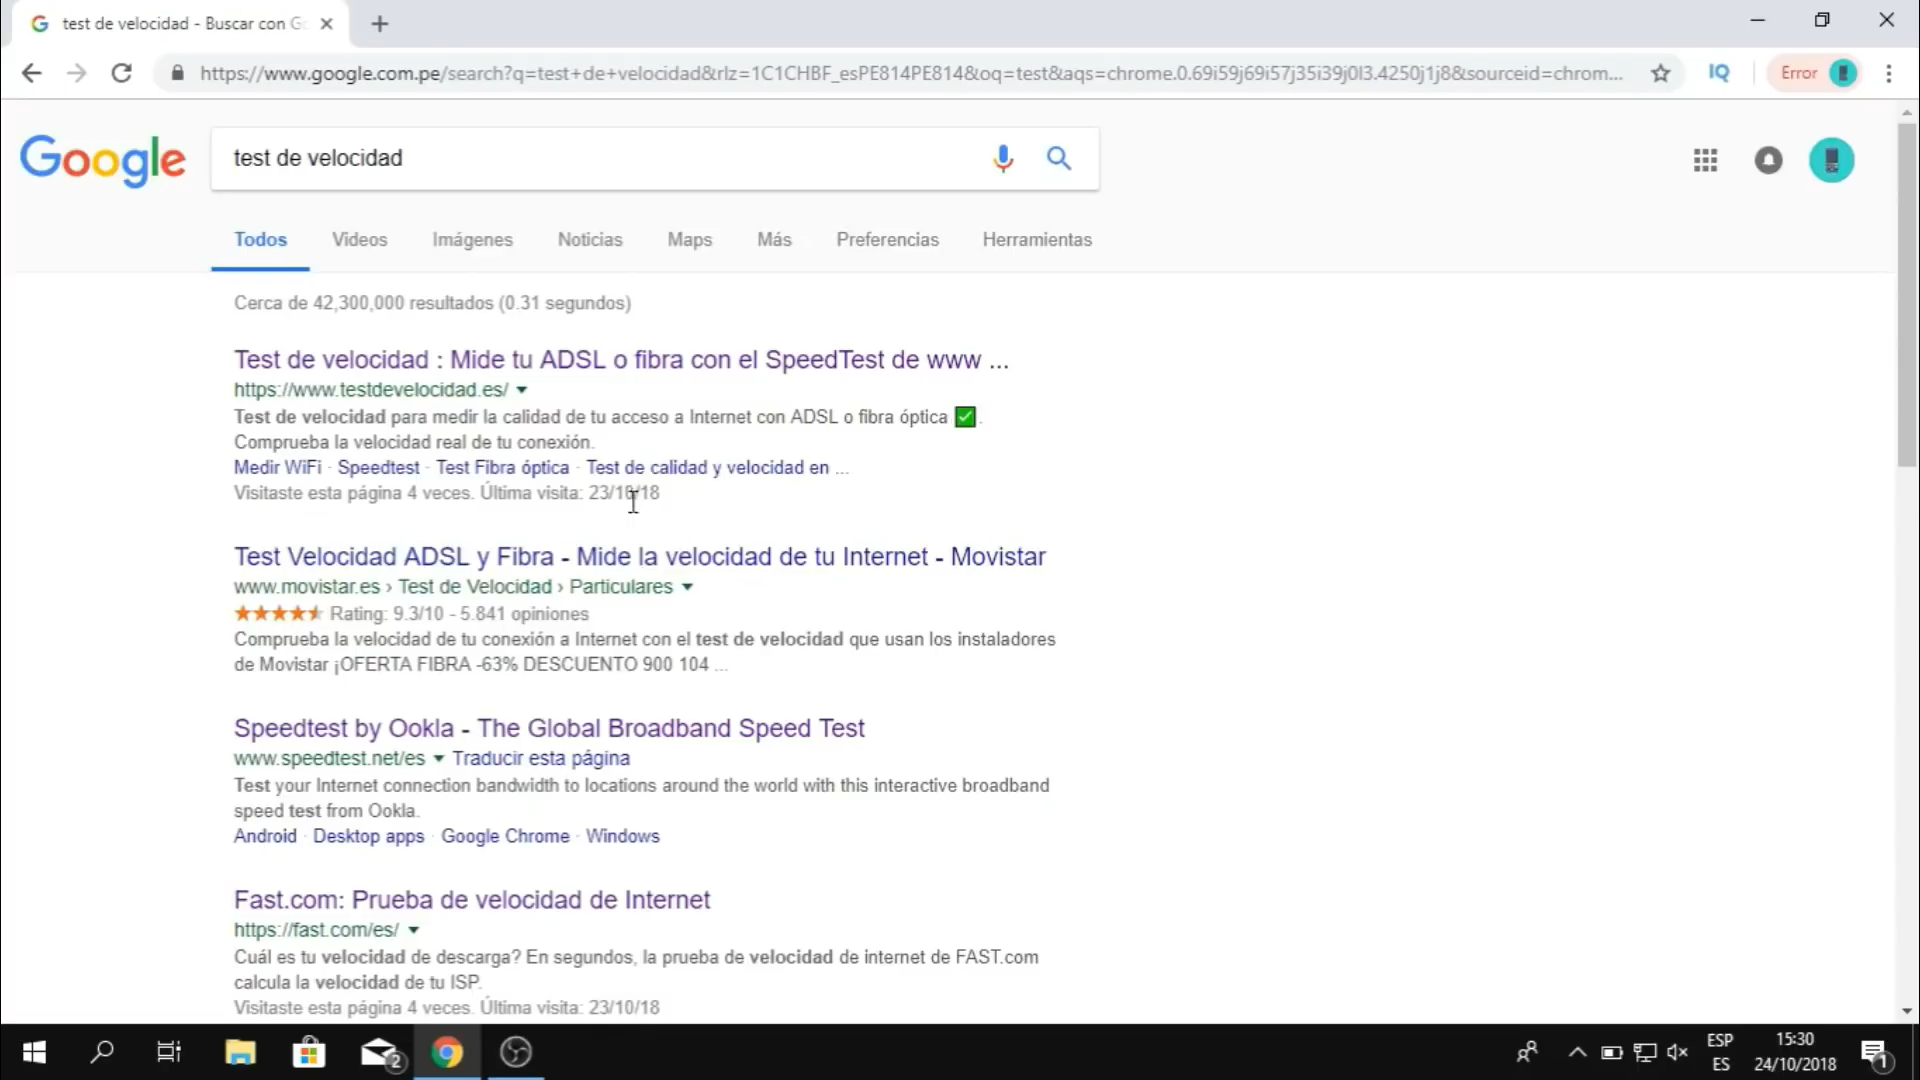 test de velocidad - Buscar con G
https://www.google.com.pe/search?q=test+de+velocidad&rlz=1C1CHBF_esPE814PE814&oq=test&aqs=chrome.0.69i59j69i57j35i39j0l3.4250j1j8&sourceid=chrom...
IQ
Error
Google
test de velocidad
Todos Videos Imágenes Noticias Maps Más Preferencias Herramientas
Cerca de 42,300,000 resultados (0.31 segundos)
Test de velocidad : Mide tu ADSL o fibra con el SpeedTest de www ...
https://www.testdevelocidad.es/
Test de velocidad para medir la calidad de tu acceso a Internet con ADSL o fibra óptica ✅.
Comprueba la velocidad real de tu conexión.
Medir WiFi · Speedtest · Test Fibra óptica · Test de calidad y velocidad en ...
Visitaste esta página 4 veces. Última visita: 23/10/18
Test Velocidad ADSL y Fibra - Mide la velocidad de tu Internet - Movistar
www.movistar.es › Test de Velocidad › Particulares
Rating: 9.3/10 - 5.841 opiniones
Comprueba la velocidad de tu conexión a Internet con el test de velocidad que usan los instaladores
de Movistar ¡OFERTA FIBRA -63% DESCUENTO 900 104 ...
Speedtest by Ookla - The Global Broadband Speed Test
www.speedtest.net/es Traducir esta página
Test your Internet connection bandwidth to locations around the world with this interactive broadband
speed test from Ookla.
Android · Desktop apps · Google Chrome · Windows
Fast.com: Prueba de velocidad de Internet
https://fast.com/es/
Cuál es tu velocidad de descarga? En segundos, la prueba de velocidad de internet de FAST.com
calcula la velocidad de tu ISP.
Visitaste esta página 4 veces. Última visita: 23/10/18
2
ESP
ES
15:30
24/10/2018
1